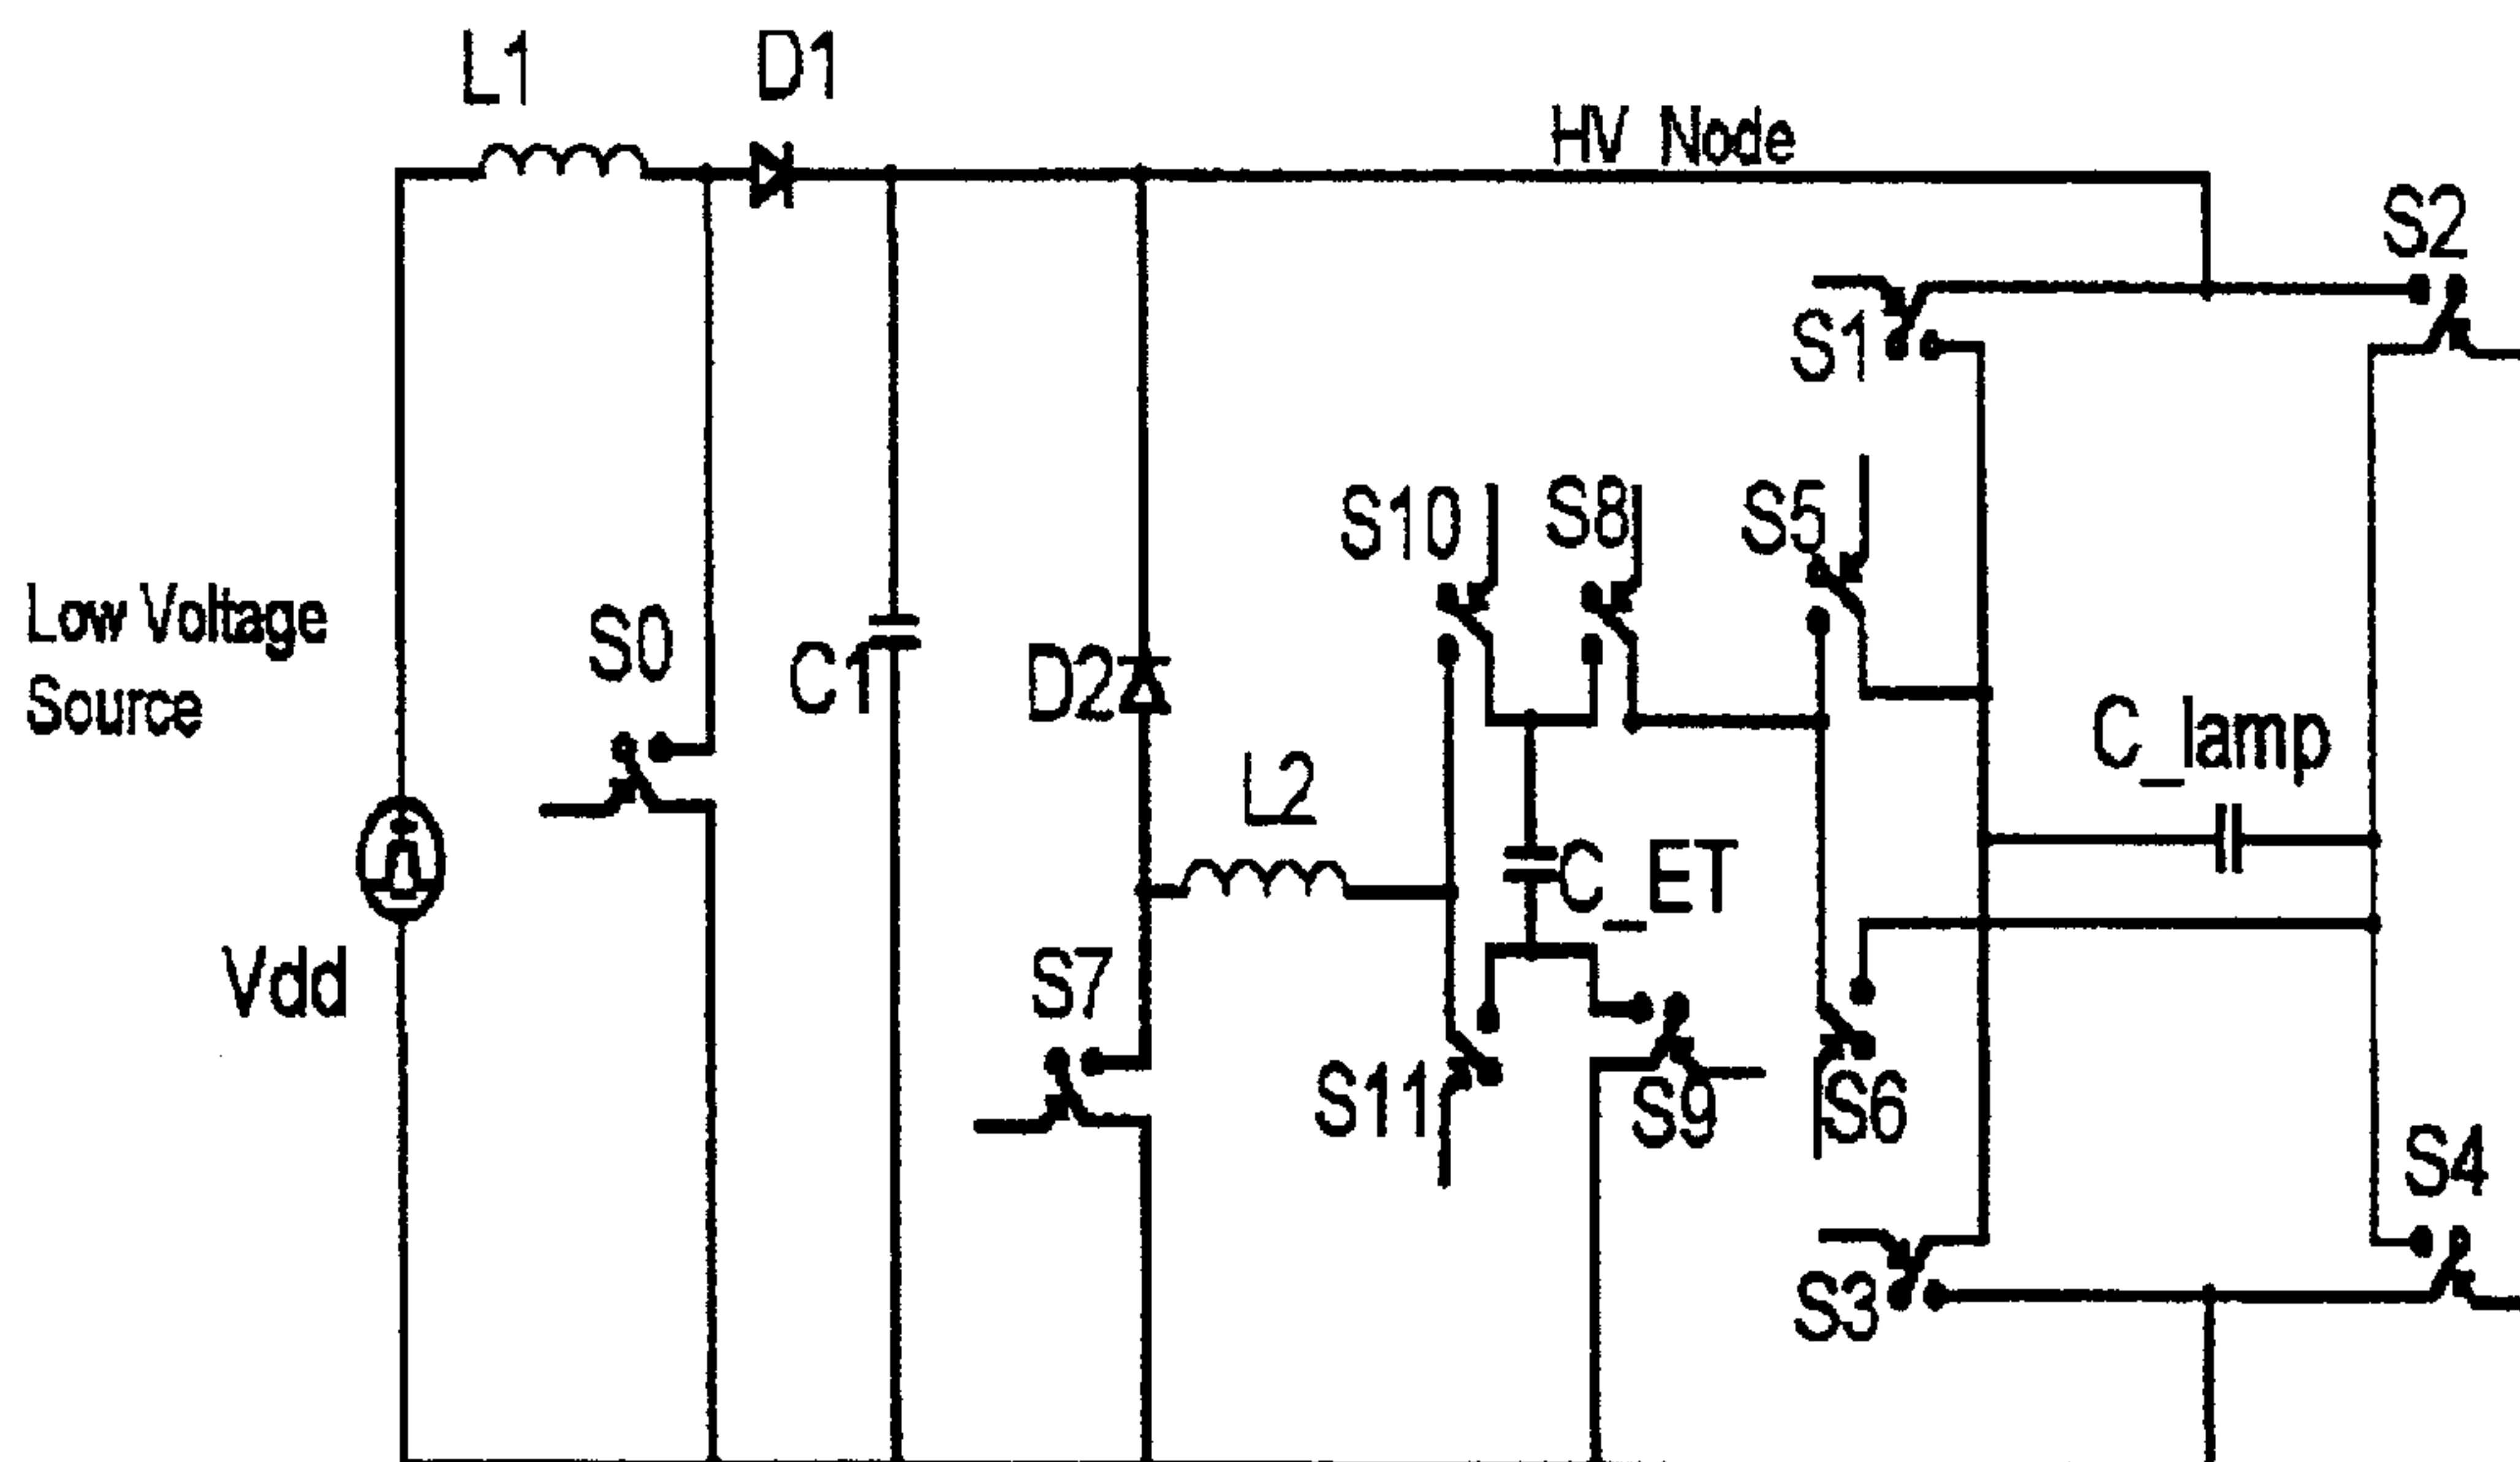 L1
D1
HV Node
S2
S1
S10
S8
S5
Low Voltage
Source
S0
C1
D2
C_lamp
L2
C_ET
Vdd
S7
S11
S9
S6
S4
S3